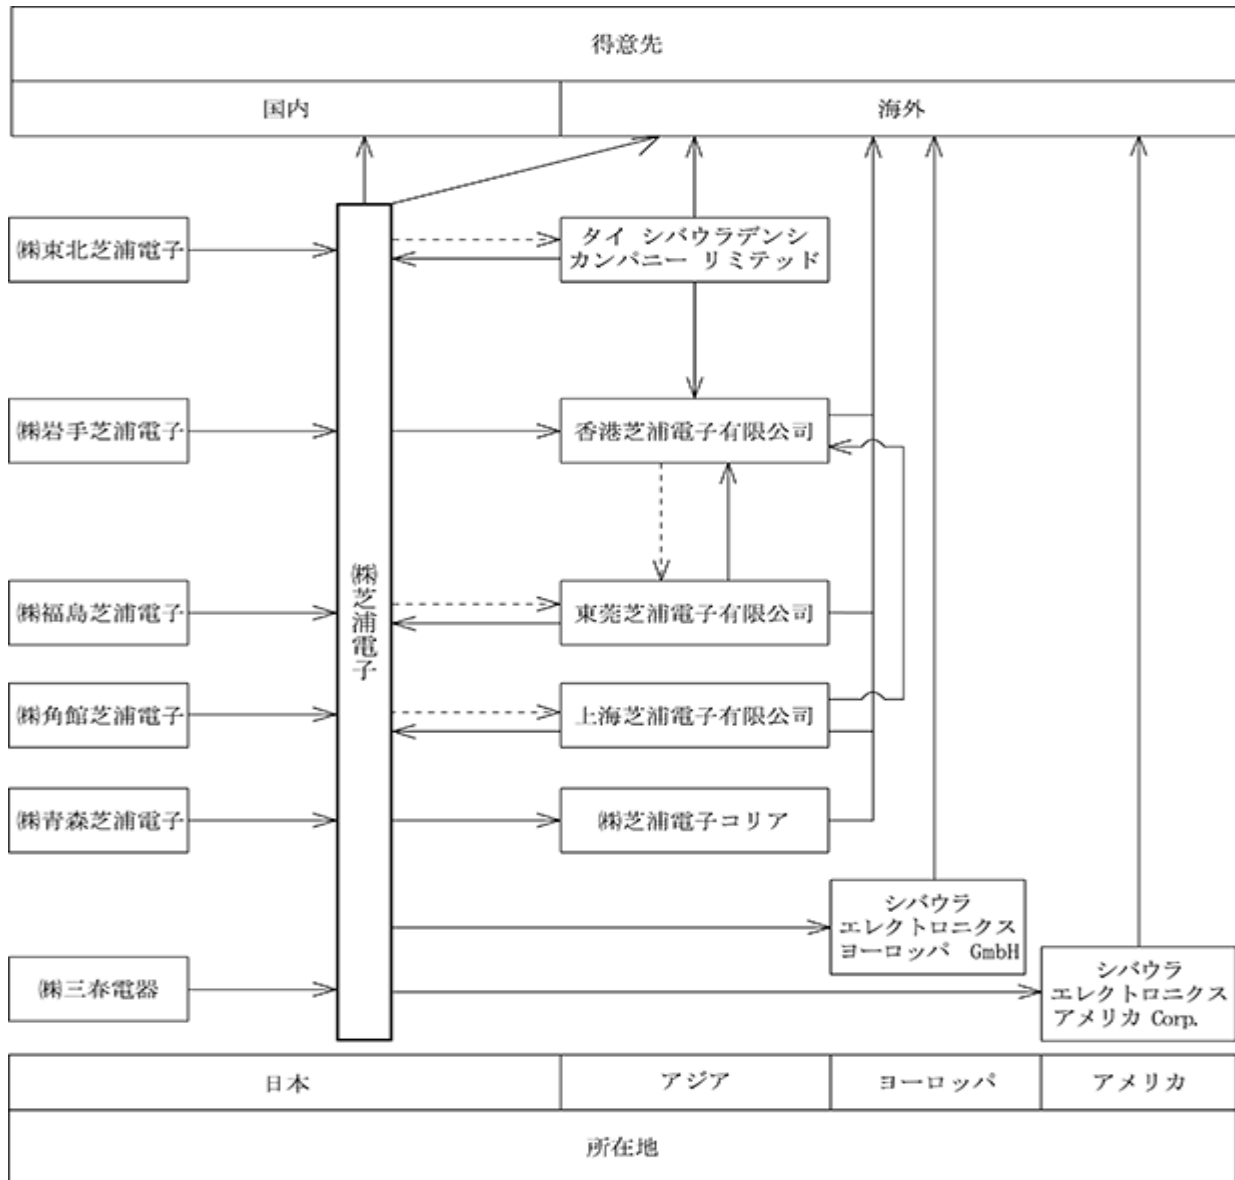 得意先
国内
海外
㈱東北芝浦電子
タイ シバウラデンシ
カンパニー リミテッド
㈱岩手芝浦電子
香港芝浦電子有限公司
㈱芝浦電子
㈱福島芝浦電子
東莞芝浦電子有限公司
㈱角館芝浦電子
上海芝浦電子有限公司
㈱青森芝浦電子
㈱芝浦電子コリア
シバウラ
エレクトロニクス
ヨーロッパ GmbH
㈱三春電器
シバウラ
エレクトロニクス
アメリカ Corp.
日本
アジア
ヨーロッパ
アメリカ
所在地